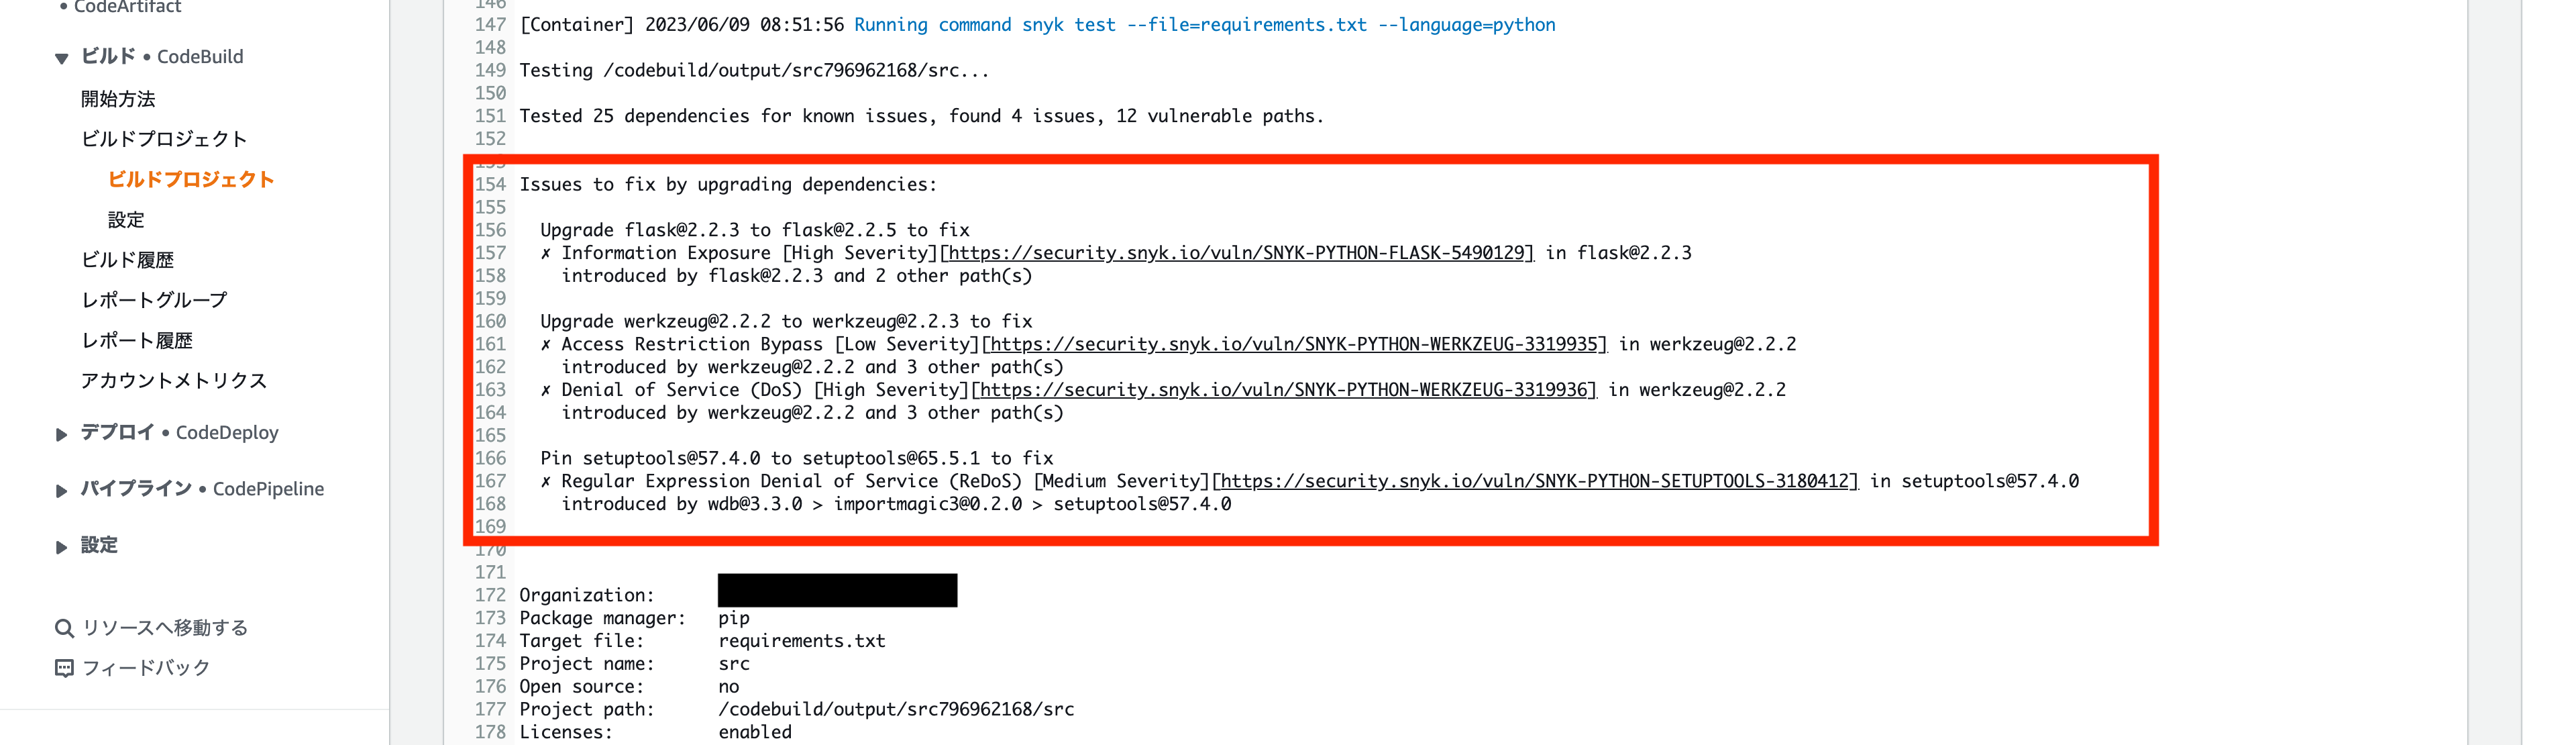 • CodeArtifact
ビルド • CodeBuild
開始方法
ビルドプロジェクト
ビルドプロジェクト
設定
ビルド履歴
レポートグループ
レポート履歴
アカウントメトリクス
デプロイ • CodeDeploy
パイプライン • CodePipeline
設定
リソースへ移動する
フィードバック
146
147 [Container] 2023/06/09 08:51:56 Running command snyk test --file=requirements.txt --language=python
148
149 Testing /codebuild/output/src796962168/src...
150
151 Tested 25 dependencies for known issues, found 4 issues, 12 vulnerable paths.
152
153
154 Issues to fix by upgrading dependencies:
155
156 Upgrade flask@2.2.3 to flask@2.2.5 to fix
157 ✗ Information Exposure [High Severity][https://security.snyk.io/vuln/SNYK-PYTHON-FLASK-5490129] in flask@2.2.3
158 introduced by flask@2.2.3 and 2 other path(s)
159
160 Upgrade werkzeug@2.2.2 to werkzeug@2.2.3 to fix
161 ✗ Access Restriction Bypass [Low Severity][https://security.snyk.io/vuln/SNYK-PYTHON-WERKZEUG-3319935] in werkzeug@2.2.2
162 introduced by werkzeug@2.2.2 and 3 other path(s)
163 ✗ Denial of Service (DoS) [High Severity][https://security.snyk.io/vuln/SNYK-PYTHON-WERKZEUG-3319936] in werkzeug@2.2.2
164 introduced by werkzeug@2.2.2 and 3 other path(s)
165
166 Pin setuptools@57.4.0 to setuptools@65.5.1 to fix
167 ✗ Regular Expression Denial of Service (ReDoS) [Medium Severity][https://security.snyk.io/vuln/SNYK-PYTHON-SETUPTOOLS-3180412] in setuptools@57.4.0
168 introduced by wdb@3.3.0 > importmagic3@0.2.0 > setuptools@57.4.0
169
170
171
172 Organization:
173 Package manager: pip
174 Target file: requirements.txt
175 Project name: src
176 Open source: no
177 Project path: /codebuild/output/src796962168/src
178 Licenses: enabled